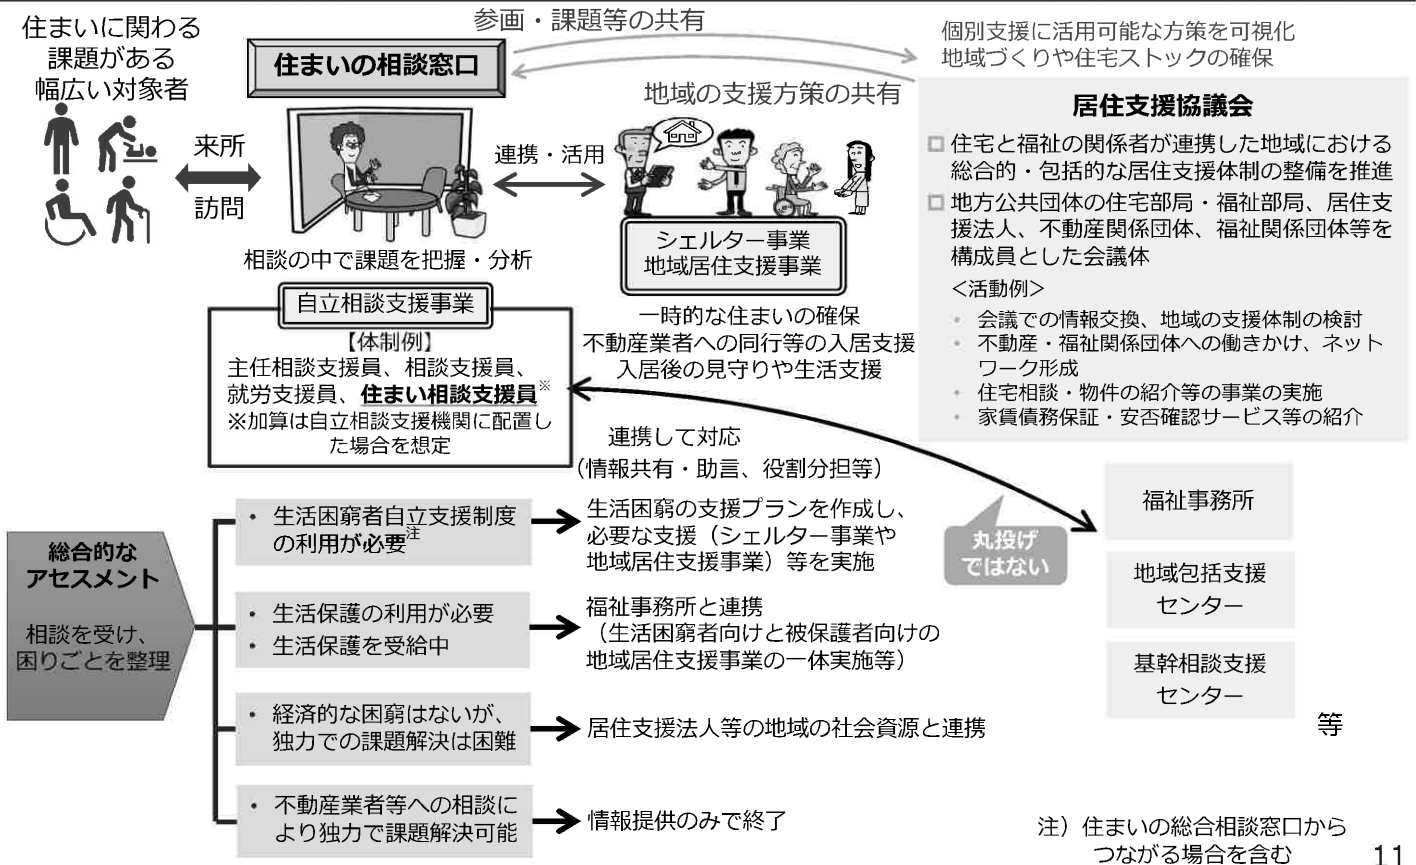 住まいに関わる
課題がある
幅広い対象者
来所
訪問
住まいの相談窓口
参画・課題等の共有
地域の支援方策の共有
連携・活用
相談の中で課題を把握・分析
シェルター事業
地域居住支援事業
一時的な住まいの確保
不動産業者への同行等の入居支援
入居後の見守りや生活支援
個別支援に活用可能な方策を可視化
地域づくりや住宅ストックの確保
居住支援協議会
住宅と福祉の関係者が連携した地域における
総合的・包括的な居住支援体制の整備を推進
地方公共団体の住宅部局・福祉部局、居住支
援法人、不動産関係団体、福祉関係団体等を
構成員とした会議体
＜活動例＞
・ 会議での情報交換、地域の支援体制の検討
・ 不動産・福祉関係団体への働きかけ、ネット
ワーク形成
・ 住宅相談・物件の紹介等の事業の実施
・ 家賃債務保証・安否確認サービス等の紹介
自立相談支援事業
【体制例】
主任相談支援員、相談支援員、
就労支援員、住まい相談支援員※
※加算は自立相談支援機関に配置し
た場合を想定
連携して対応
（情報共有・助言、役割分担等）
丸投げ
ではない
福祉事務所
地域包括支援
センター
基幹相談支援
センター
等
総合的な
アセスメント
相談を受け、
困りごとを整理
・ 生活困窮者自立支援制度
の利用が必要注
生活困窮の支援プランを作成し、
必要な支援（シェルター事業や
地域居住支援事業）等を実施
・ 生活保護の利用が必要
・ 生活保護を受給中
福祉事務所と連携
（生活困窮者向けと被保護者向けの
地域居住支援事業の一体実施等）
・ 経済的な困窮はないが、
独力での課題解決は困難
居住支援法人等の地域の社会資源と連携
・ 不動産業者等への相談に
より独力で課題解決可能
情報提供のみで終了
注）住まいの総合相談窓口から
つながる場合を含む
11